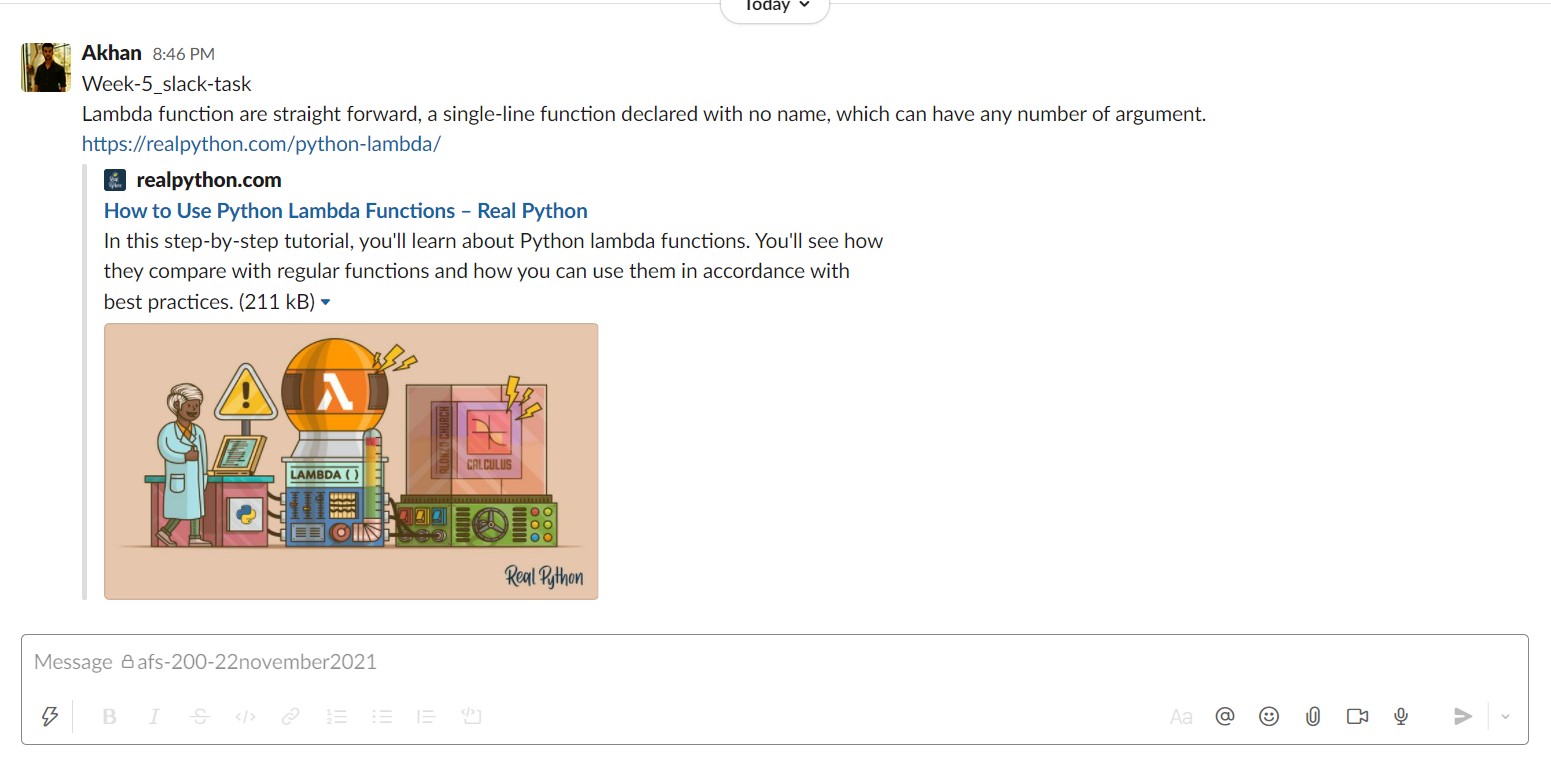 Today
Akhan 8:46 PM
Week-5_slack-task
Lambda function are straight forward, a single-line function declared with no name, which can have any number of argument.
https://realpython.com/python-lambda/
realpython.com
How to Use Python Lambda Functions – Real Python
In this step-by-step tutorial, you'll learn about Python lambda functions. You'll see how
they compare with regular functions and how you can use them in accordance with
best practices. (211 kB)
λ
ALONZO CHURCH
CALCULUS
LAMBDA ( )
Real Python
Message afs-200-22november2021
B I S </> Aa @